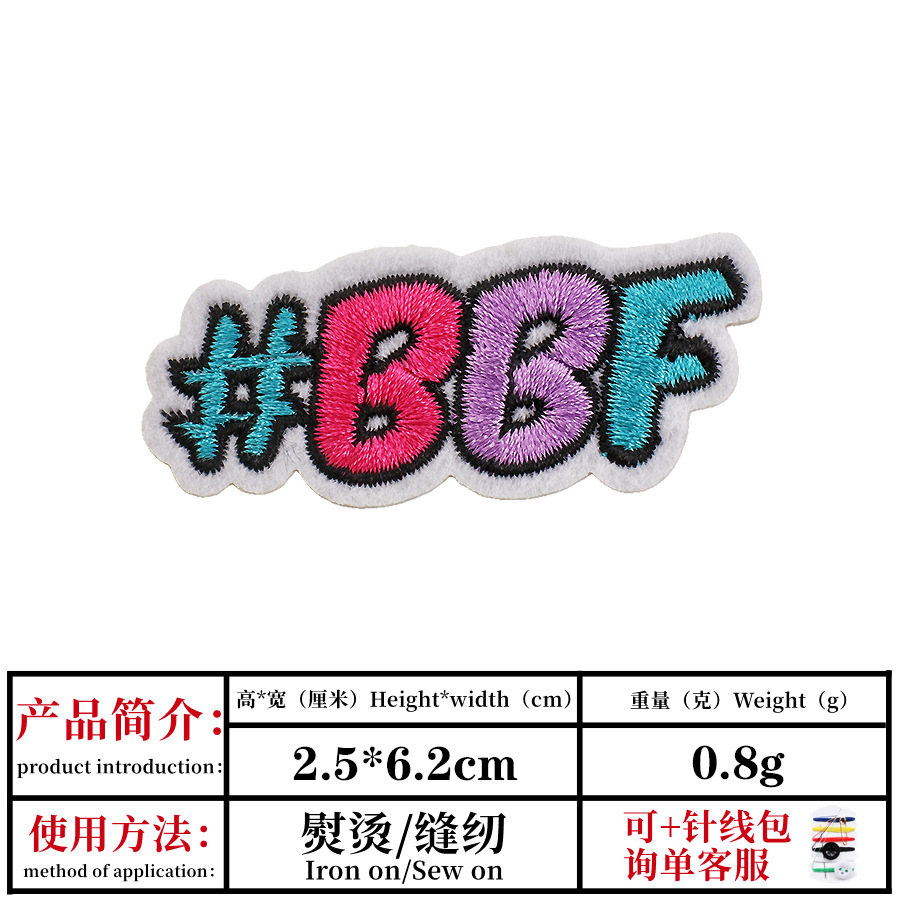 #BBF
产品简介：
product introduction:
高*宽（厘米）Height*width（cm）
重量（克）Weight（g）
2.5*6.2cm
0.8g
使用方法：
method of application:
熨烫/缝纫
Iron on/Sew on
可+针线包
询单客服